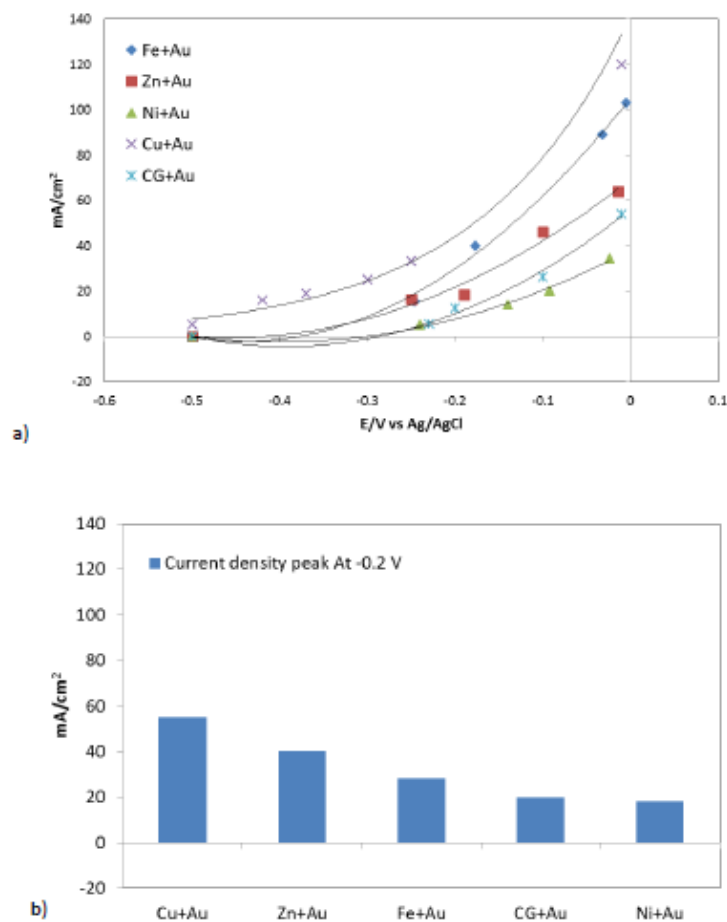 140
120
100
80
60
40
20
0
-20
mA/cm²
Fe+Au
Zn+Au
Ni+Au
Cu+Au
CG+Au
-0.6 -0.5 -0.4 -0.3 -0.2 -0.1 0 0.1
E/V vs Ag/AgCl
a)
140
120
100
80
60
40
20
0
-20
mA/cm²
Current density peak At -0.2 V
Cu+Au Zn+Au Fe+Au CG+Au Ni+Au
b)